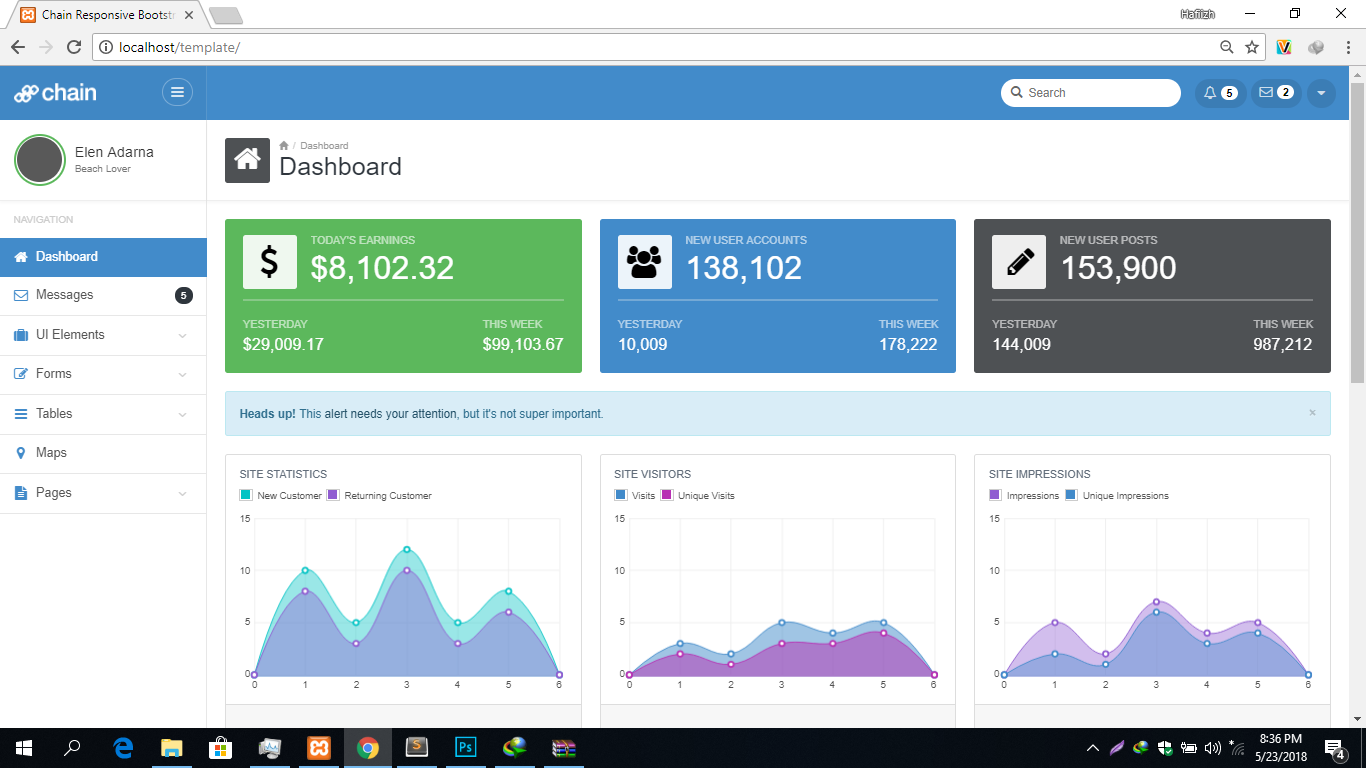 Chain Responsive Bootstr
Hafiizh
localhost/template/
chain
Search
5
2
Elen Adarna
Beach Lover
/ Dashboard
Dashboard
NAVIGATION
Dashboard
Messages 5
UI Elements
Forms
Tables
Maps
Pages
TODAY'S EARNINGS
$8,102.32
YESTERDAY THIS WEEK
$29,009.17 $99,103.67
NEW USER ACCOUNTS
138,102
YESTERDAY THIS WEEK
10,009 178,222
NEW USER POSTS
153,900
YESTERDAY THIS WEEK
144,009 987,212
Heads up! This alert needs your attention, but it's not super important. ×
SITE STATISTICS
New Customer Returning Customer
15
10
5
0
0 1 2 3 4 5 6
SITE VISITORS
Visits Unique Visits
15
10
5
0
0 1 2 3 4 5 6
SITE IMPRESSIONS
Impressions Unique Impressions
15
10
5
0
0 1 2 3 4 5 6
Ps
8:36 PM
5/23/2018
4